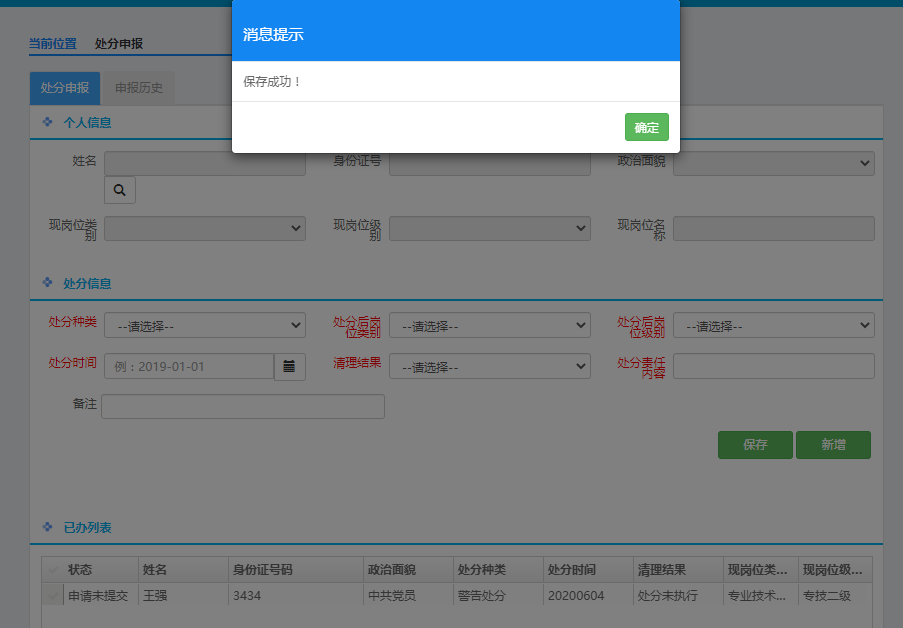 消息提示
当前位置 处分申报
保存成功！
处分申报 申报历史
确定
个人信息
姓名 身份证号 政治面貌
现岗位类别 现岗位级别 现岗位名称
处分信息
处分种类 --请选择-- 处分后岗位类别 --请选择-- 处分后岗位级别 --请选择--
处分时间 例：2019-01-01 清理结果 --请选择-- 处分责任内容
备注
保存 新增
已办列表
状态 姓名 身份证号码 政治面貌 处分种类 处分时间 清理结果 现岗位类... 现岗位级...
申请未提交 王强 3434 中共党员 警告处分 20200604 处分未执行 专业技术... 专技二级